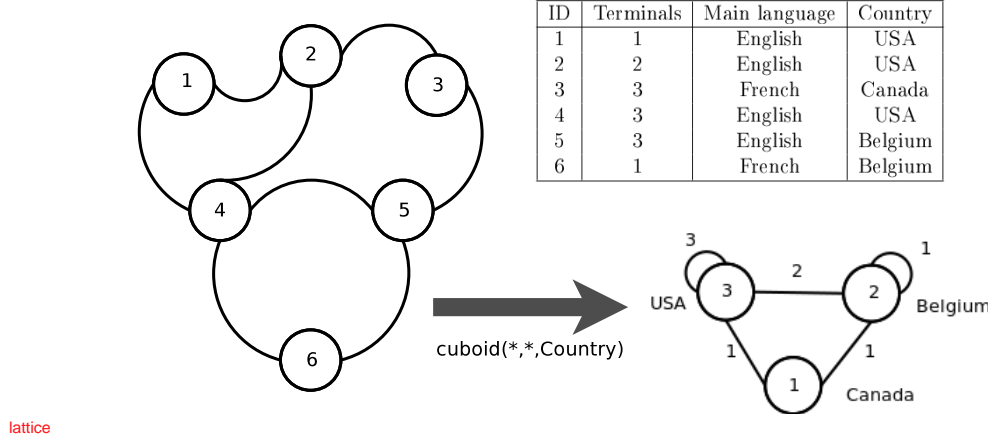 1
2
3
4
5
6
ID Terminals Main language Country
1 1 English USA
2 2 English USA
3 3 French Canada
4 3 English USA
5 3 English Belgium
6 1 French Belgium
cuboid(*,*,Country)
3
1
2
3
2
USA
Belgium
1
1
1
Canada
lattice